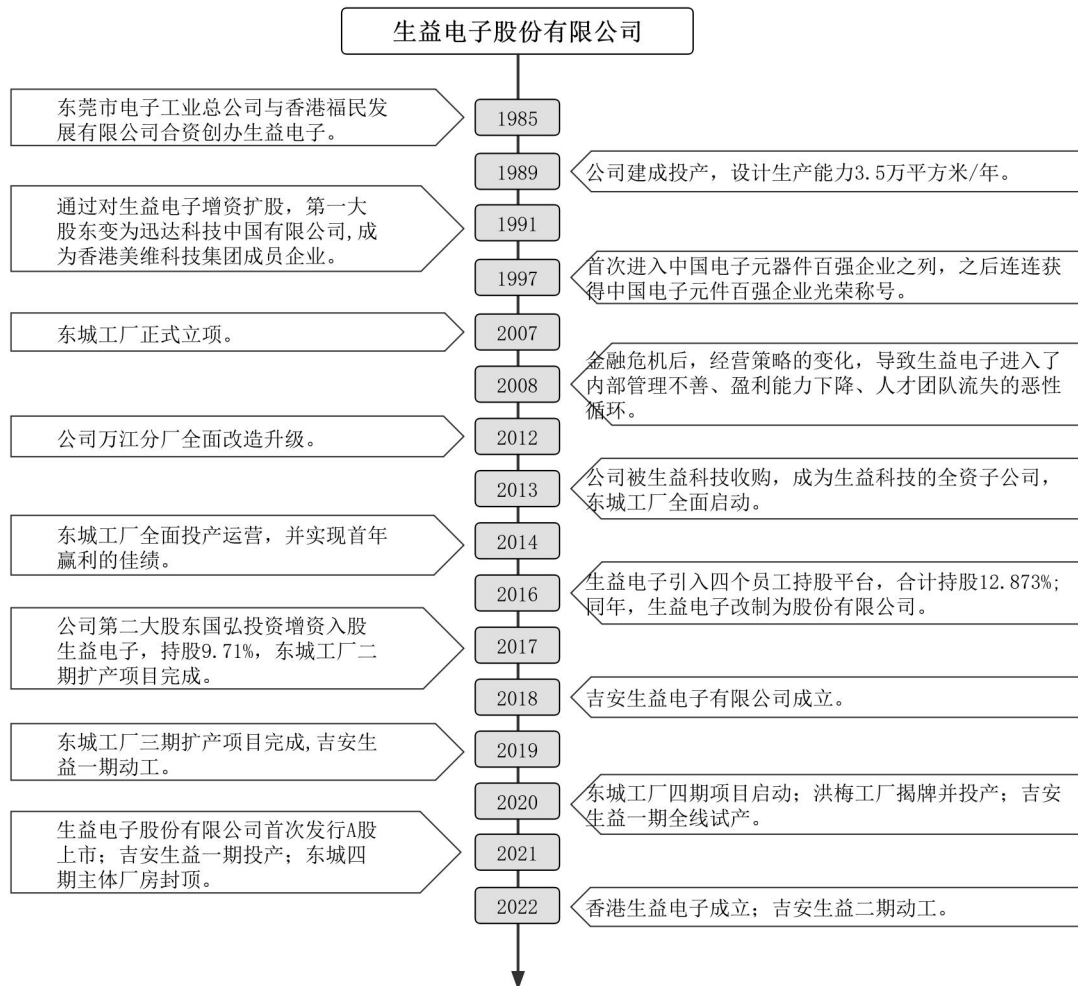 生益电子股份有限公司
东莞市电子工业总公司与香港福民发
展有限公司合资创办生益电子。
1985
1989
公司建成投产，设计生产能力3.5万平方米/年。
通过对生益电子增资扩股，第一大
股东变为迅达科技中国有限公司,成
为香港美维科技集团成员企业。
1991
1997
首次进入中国电子元器件百强企业之列，之后连连获
得中国电子元件百强企业光荣称号。
东城工厂正式立项。
2007
2008
金融危机后，经营策略的变化，导致生益电子进入了
内部管理不善、盈利能力下降、人才团队流失的恶性
循环。
公司万江分厂全面改造升级。
2012
2013
公司被生益科技收购，成为生益科技的全资子公司，
东城工厂全面启动。
东城工厂全面投产运营，并实现首年
赢利的佳绩。
2014
2016
生益电子引入四个员工持股平台，合计持股12.873%;
同年，生益电子改制为股份有限公司。
公司第二大股东国弘投资增资入股
生益电子，持股9.71%，东城工厂二
期扩产项目完成。
2017
2018
吉安生益电子有限公司成立。
东城工厂三期扩产项目完成,吉安生
益一期动工。
2019
2020
东城工厂四期项目启动；洪梅工厂揭牌并投产；吉安
生益一期全线试产。
生益电子股份有限公司首次发行A股
上市；吉安生益一期投产；东城四
期主体厂房封顶。
2021
2022
香港生益电子成立；吉安生益二期动工。